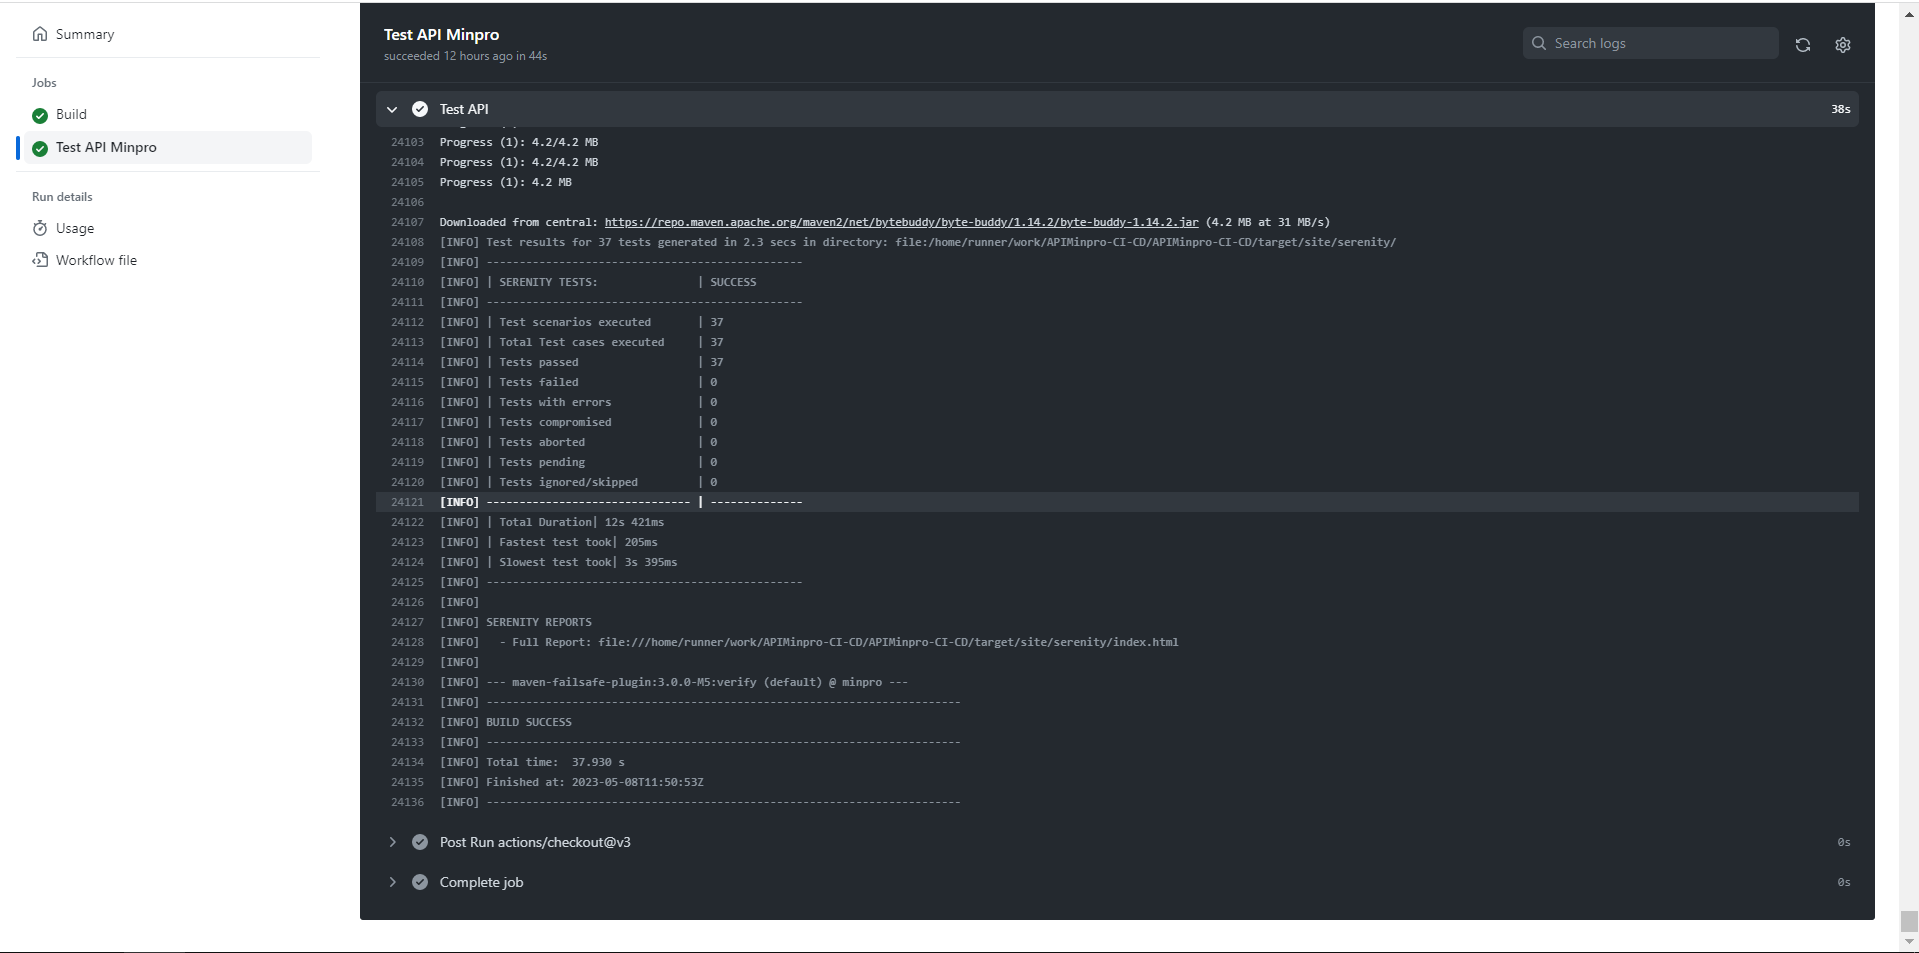 Summary
Jobs
Build
Test API Minpro
Run details
Usage
Workflow file
Test API Minpro
succeeded 12 hours ago in 44s
Search logs
Test API 38s
24103 Progress (1): 4.2/4.2 MB
24104 Progress (1): 4.2/4.2 MB
24105 Progress (1): 4.2 MB
24106
24107 Downloaded from central: https://repo.maven.apache.org/maven2/net/bytebuddy/byte-buddy/1.14.2/byte-buddy-1.14.2.jar (4.2 MB at 31 MB/s)
24108 [INFO] Test results for 37 tests generated in 2.3 secs in directory: file:/home/runner/work/APIMinpro-CI-CD/APIMinpro-CI-CD/target/site/serenity/
24109 [INFO] ------------------------------------------------
24110 [INFO] | SERENITY TESTS:               | SUCCESS
24111 [INFO] ------------------------------------------------
24112 [INFO] | Test scenarios executed       | 37
24113 [INFO] | Total Test cases executed     | 37
24114 [INFO] | Tests passed                  | 37
24115 [INFO] | Tests failed                  | 0
24116 [INFO] | Tests with errors             | 0
24117 [INFO] | Tests compromised             | 0
24118 [INFO] | Tests aborted                 | 0
24119 [INFO] | Tests pending                 | 0
24120 [INFO] | Tests ignored/skipped         | 0
24121 [INFO] ------------------------------- | --------------
24122 [INFO] | Total Duration| 12s 421ms
24123 [INFO] | Fastest test took| 205ms
24124 [INFO] | Slowest test took| 3s 395ms
24125 [INFO] ------------------------------------------------
24126 [INFO]
24127 [INFO] SERENITY REPORTS
24128 [INFO]   - Full Report: file:///home/runner/work/APIMinpro-CI-CD/APIMinpro-CI-CD/target/site/serenity/index.html
24129 [INFO]
24130 [INFO] --- maven-failsafe-plugin:3.0.0-M5:verify (default) @ minpro ---
24131 [INFO] ------------------------------------------------------------------------
24132 [INFO] BUILD SUCCESS
24133 [INFO] ------------------------------------------------------------------------
24134 [INFO] Total time:  37.930 s
24135 [INFO] Finished at: 2023-05-08T11:50:53Z
24136 [INFO] ------------------------------------------------------------------------
Post Run actions/checkout@v3 0s
Complete job 0s